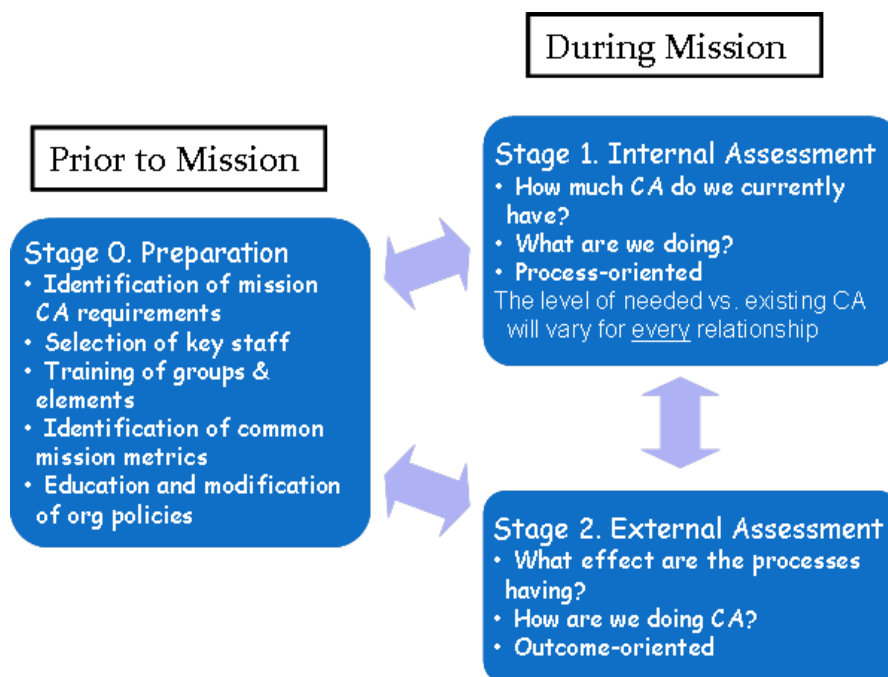 During Mission
Prior to Mission
Stage 0. Preparation
• Identification of mission
CA requirements
• Selection of key staff
• Training of groups &
elements
• Identification of common
mission metrics
• Education and modification
of org policies
Stage 1. Internal Assessment
• How much CA do we currently
have?
• What are we doing?
• Process-oriented
The level of needed vs. existing CA
will vary for every relationship
Stage 2. External Assessment
• What effect are the processes
having?
• How are we doing CA?
• Outcome-oriented